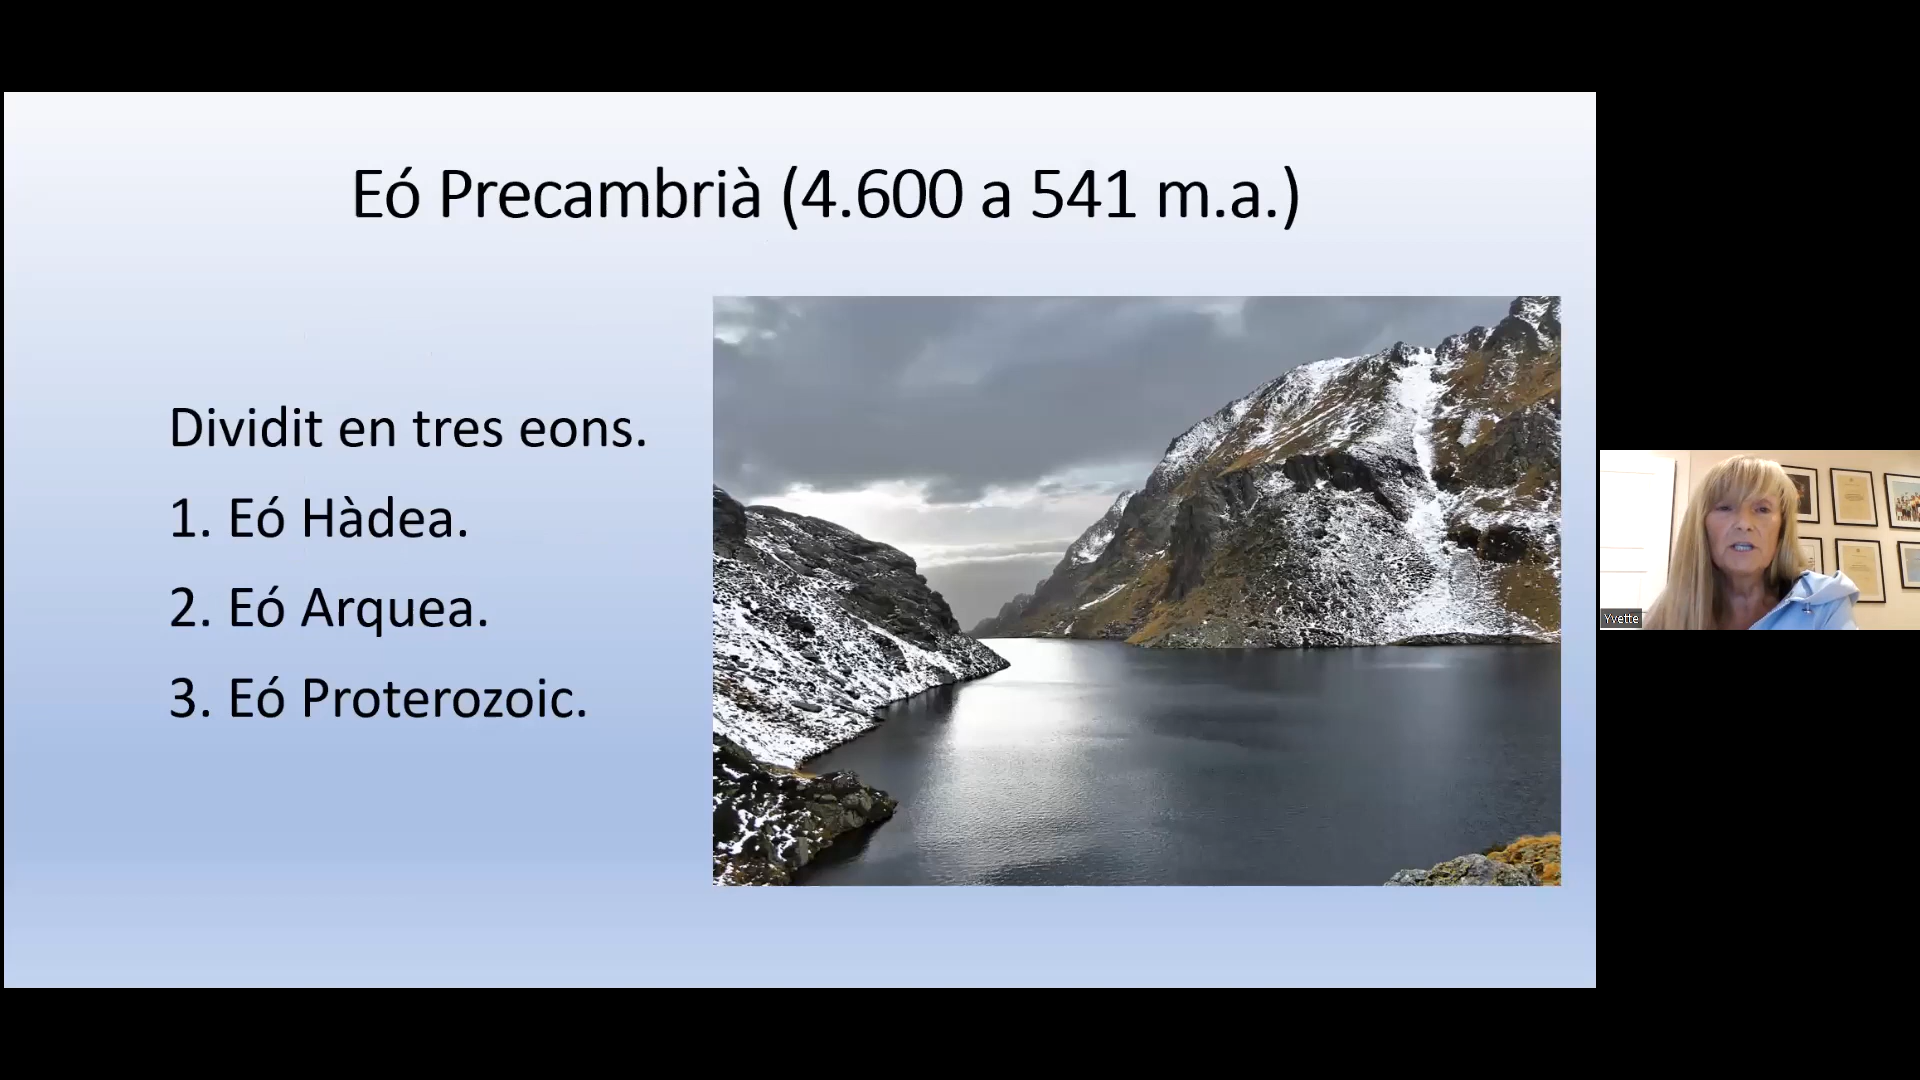 Eó Precambrià (4.600 a 541 m.a.)
Dividit en tres eons.
1. Eó Hàdea.
2. Eó Arquea.
3. Eó Proterozoic.
Yvette